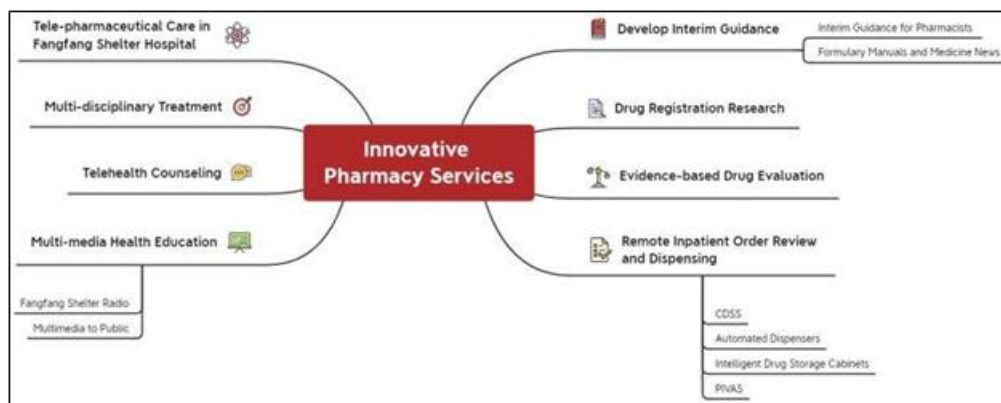 Tele-pharmaceutical Care in
Fangfang Shelter Hospital
Multi-disciplinary Treatment
Telehealth Counseling
Multi-media Health Education
Fangfang Shelter Radio
Multimedia to Public
Innovative
Pharmacy Services
Develop Interim Guidance
Interim Guidance for Pharmacists
Formulary Manuals and Medicine News
Drug Registration Research
Evidence-based Drug Evaluation
Remote Inpatient Order Review
and Dispensing
CDSS
Automated Dispensers
Intelligent Drug Storage Cabinets
PIVAS